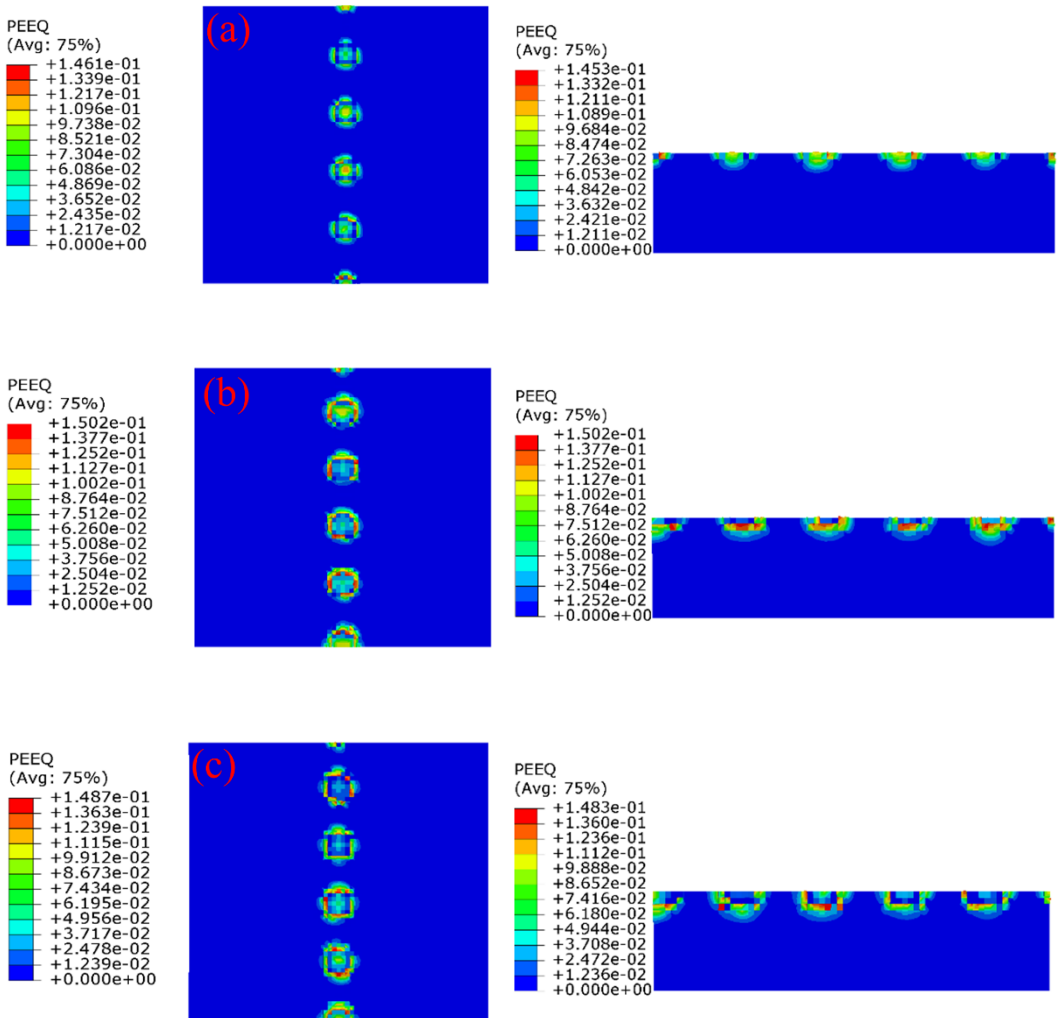 PEEQ
(Avg: 75%)
+1.461e-01
+1.339e-01
+1.217e-01
+1.096e-01
+9.738e-02
+8.521e-02
+7.304e-02
+6.086e-02
+4.869e-02
+3.652e-02
+2.435e-02
+1.217e-02
+0.000e+00
(a)
PEEQ
(Avg: 75%)
+1.453e-01
+1.332e-01
+1.211e-01
+1.089e-01
+9.684e-02
+8.474e-02
+7.263e-02
+6.053e-02
+4.842e-02
+3.632e-02
+2.421e-02
+1.211e-02
+0.000e+00
PEEQ
(Avg: 75%)
+1.502e-01
+1.377e-01
+1.252e-01
+1.127e-01
+1.002e-01
+8.764e-02
+7.512e-02
+6.260e-02
+5.008e-02
+3.756e-02
+2.504e-02
+1.252e-02
+0.000e+00
(b)
PEEQ
(Avg: 75%)
+1.502e-01
+1.377e-01
+1.252e-01
+1.127e-01
+1.002e-01
+8.764e-02
+7.512e-02
+6.260e-02
+5.008e-02
+3.756e-02
+2.504e-02
+1.252e-02
+0.000e+00
PEEQ
(Avg: 75%)
+1.487e-01
+1.363e-01
+1.239e-01
+1.115e-01
+9.912e-02
+8.673e-02
+7.434e-02
+6.195e-02
+4.956e-02
+3.717e-02
+2.478e-02
+1.239e-02
+0.000e+00
(c)
PEEQ
(Avg: 75%)
+1.483e-01
+1.360e-01
+1.236e-01
+1.112e-01
+9.888e-02
+8.652e-02
+7.416e-02
+6.180e-02
+4.944e-02
+3.708e-02
+2.472e-02
+1.236e-02
+0.000e+00